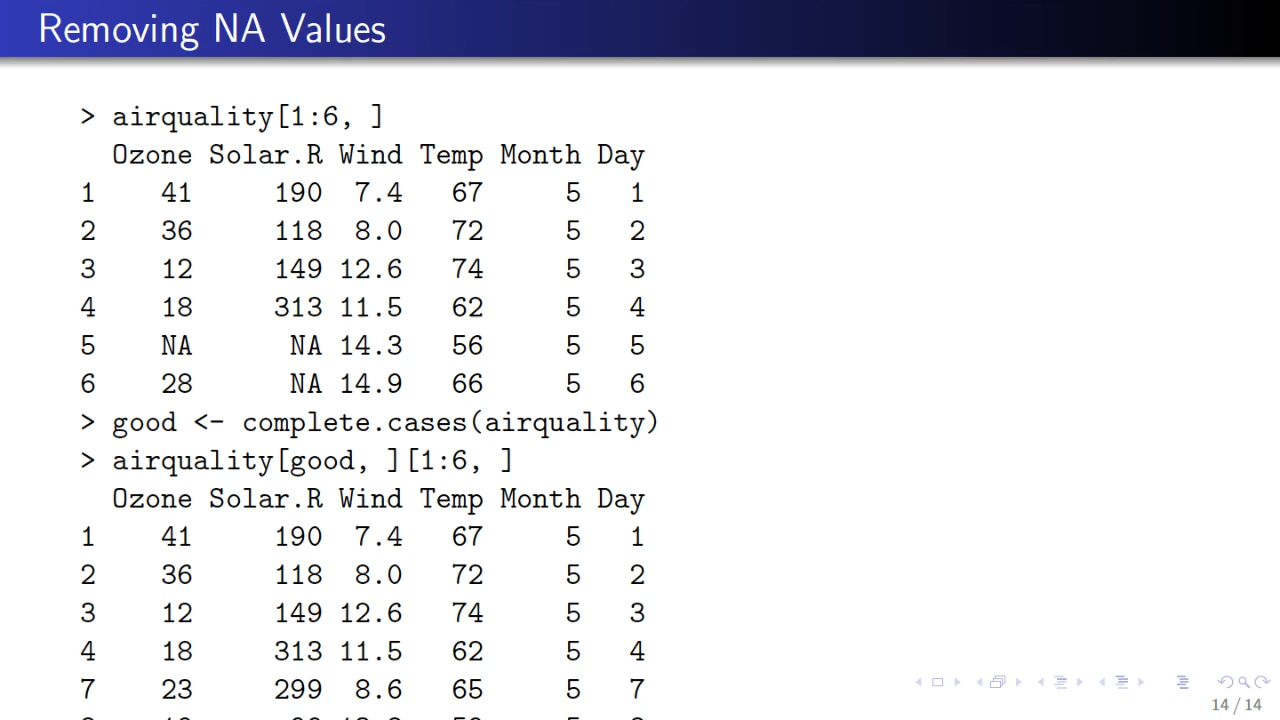 Removing NA Values
> airquality[1:6, ]
  Ozone Solar.R Wind Temp Month Day
1    41     190  7.4   67     5   1
2    36     118  8.0   72     5   2
3    12     149 12.6   74     5   3
4    18     313 11.5   62     5   4
5    NA      NA 14.3   56     5   5
6    28      NA 14.9   66     5   6
> good <- complete.cases(airquality)
> airquality[good, ][1:6, ]
  Ozone Solar.R Wind Temp Month Day
1    41     190  7.4   67     5   1
2    36     118  8.0   72     5   2
3    12     149 12.6   74     5   3
4    18     313 11.5   62     5   4
7    23     299  8.6   65     5   7
14 / 14